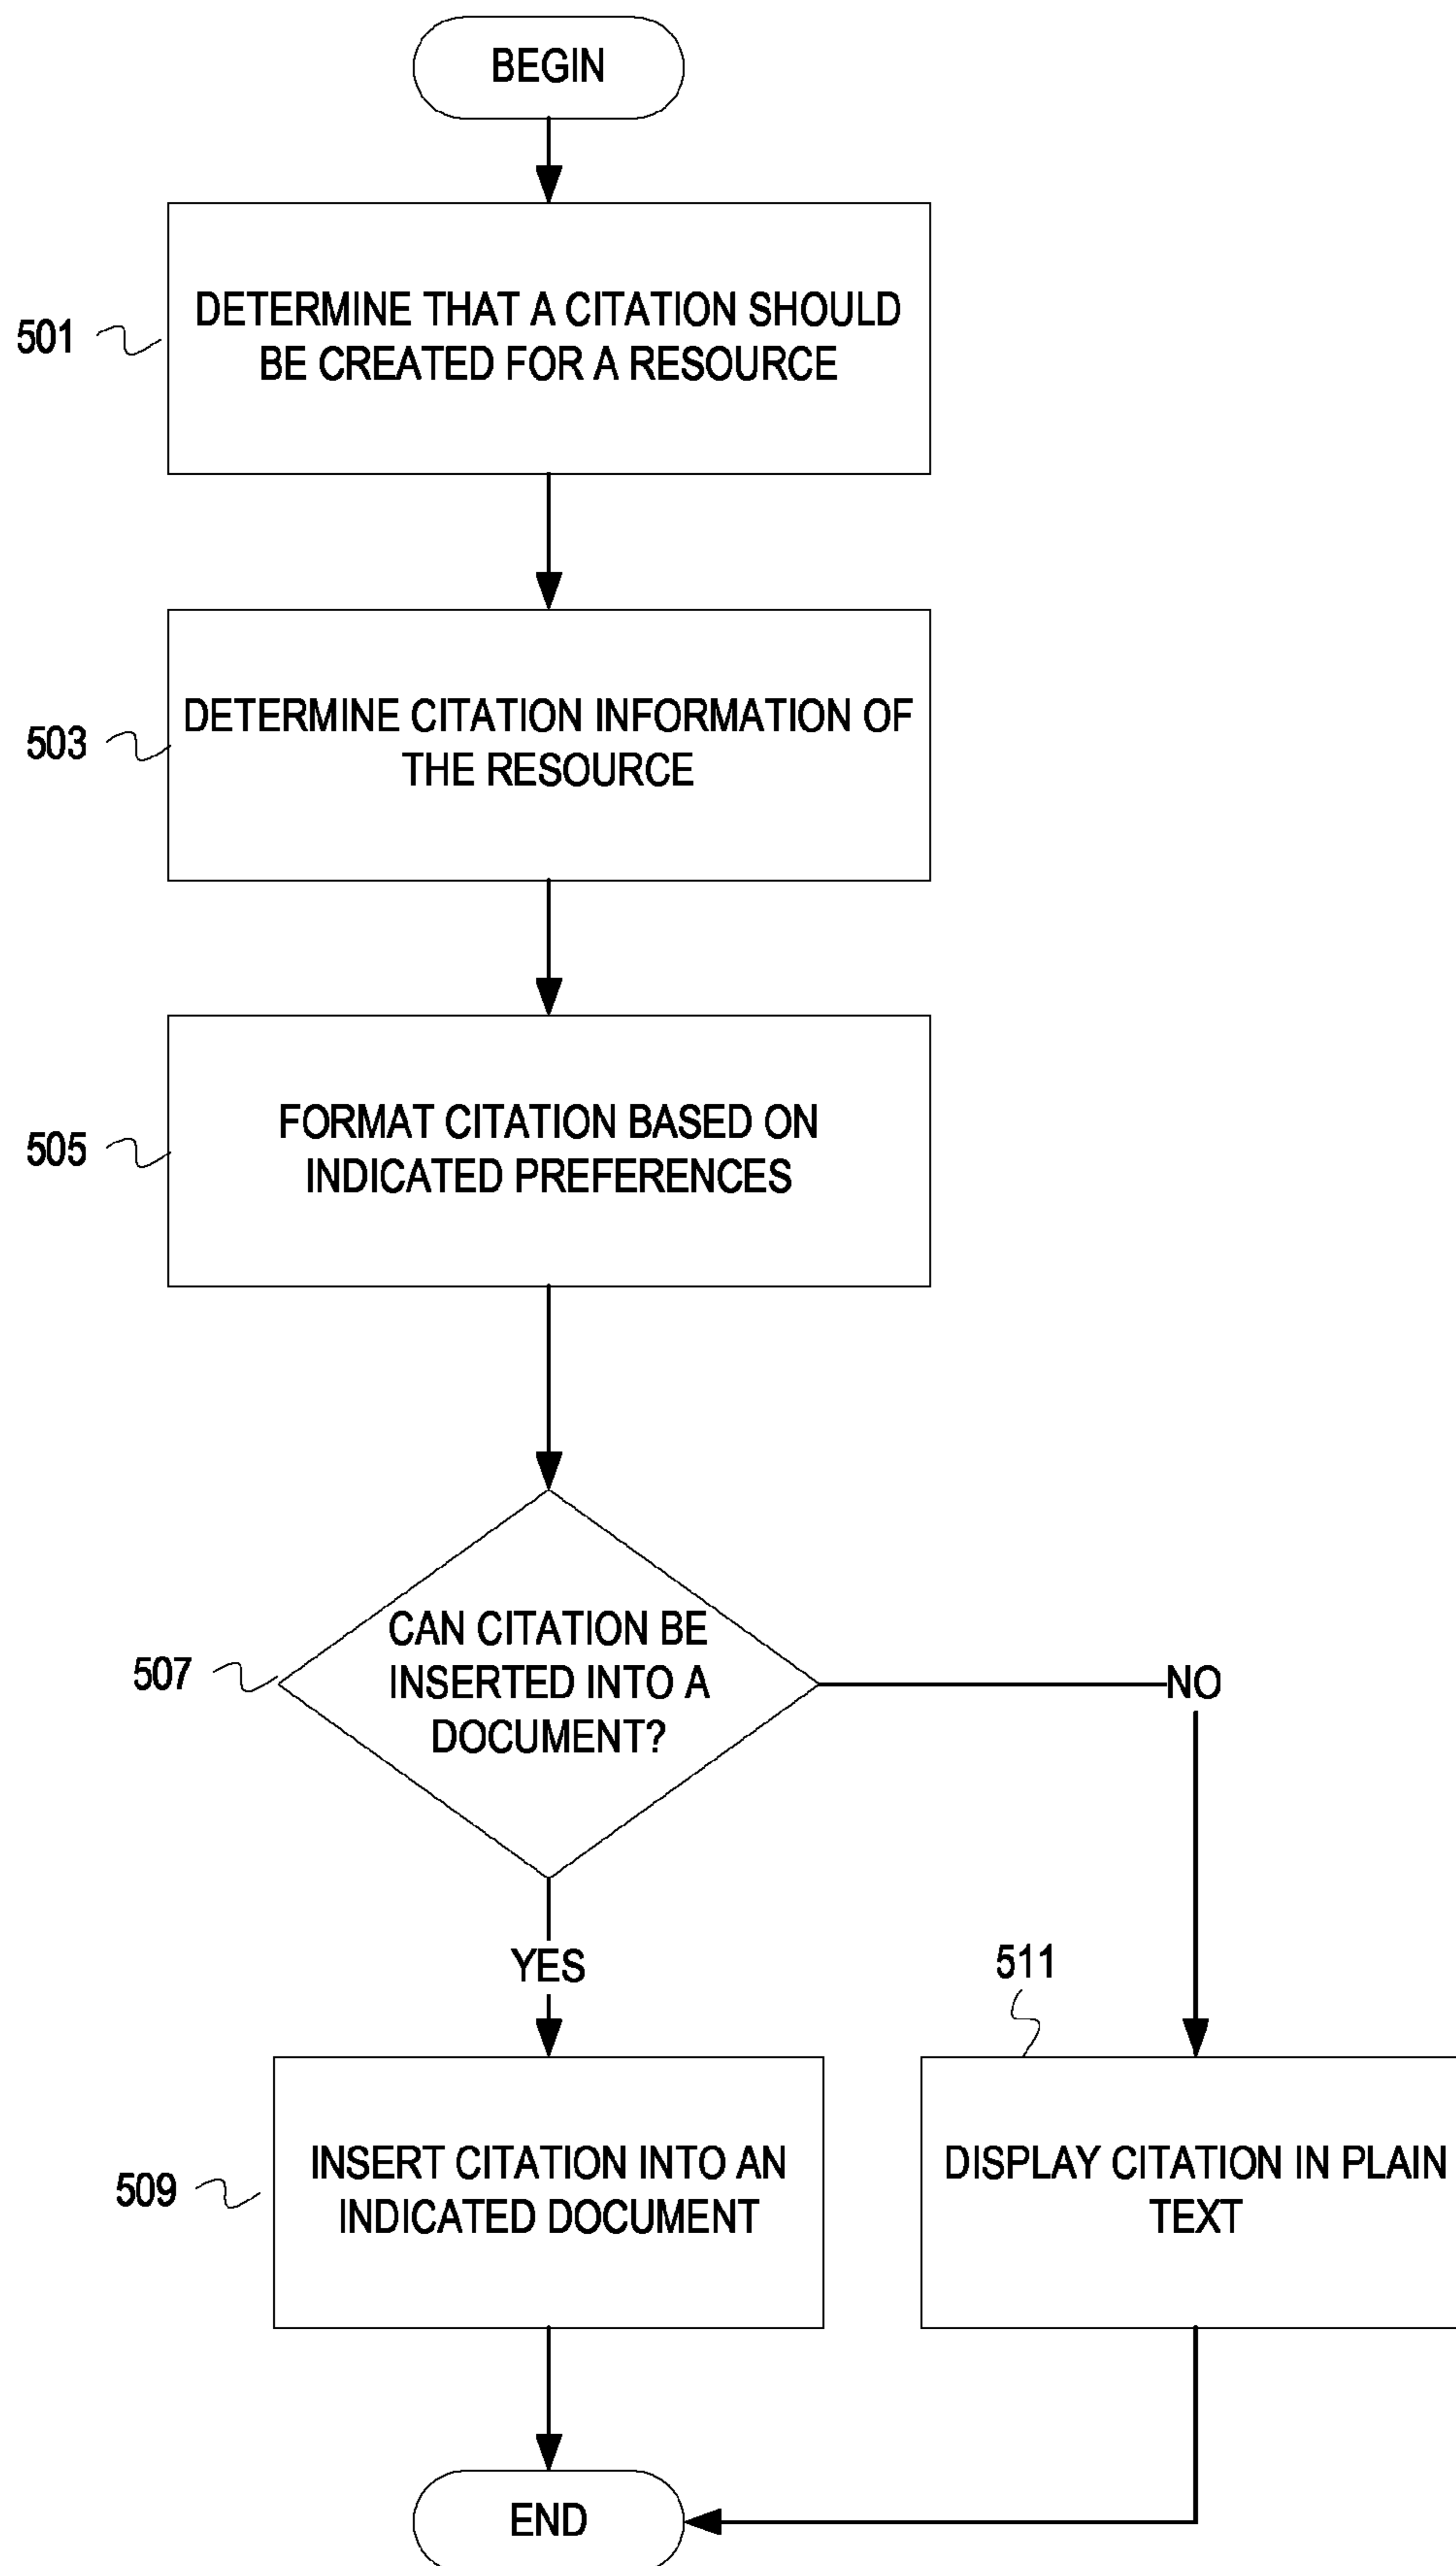 BEGIN
501
DETERMINE THAT A CITATION SHOULD
BE CREATED FOR A RESOURCE
503
DETERMINE CITATION INFORMATION OF
THE RESOURCE
505
FORMAT CITATION BASED ON
INDICATED PREFERENCES
507
CAN CITATION BE
INSERTED INTO A
DOCUMENT?
NO
YES
509
INSERT CITATION INTO AN
INDICATED DOCUMENT
511
DISPLAY CITATION IN PLAIN
TEXT
END